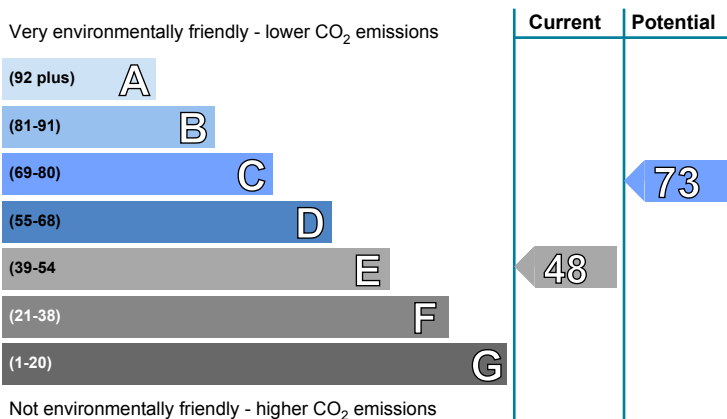 Current Potential
Very environmentally friendly - lower CO2 emissions
(92 plus) A
(81-91) B
(69-80) C
73
(55-68) D
(39-54 E
48
(21-38) F
(1-20) G
Not environmentally friendly - higher CO2 emissions